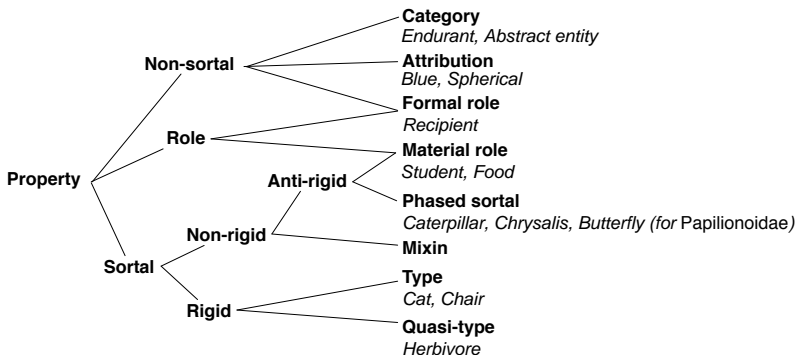 Category
Endurant, Abstract entity
Non-sortal
Attribution
Blue, Spherical
Formal role
Recipient
Role
Material role
Student, Food
Property
Anti-rigid
Phased sortal
Caterpillar, Chrysalis, Butterfly (for Papilionoidae)
Non-rigid
Mixin
Sortal
Type
Cat, Chair
Rigid
Quasi-type
Herbivore